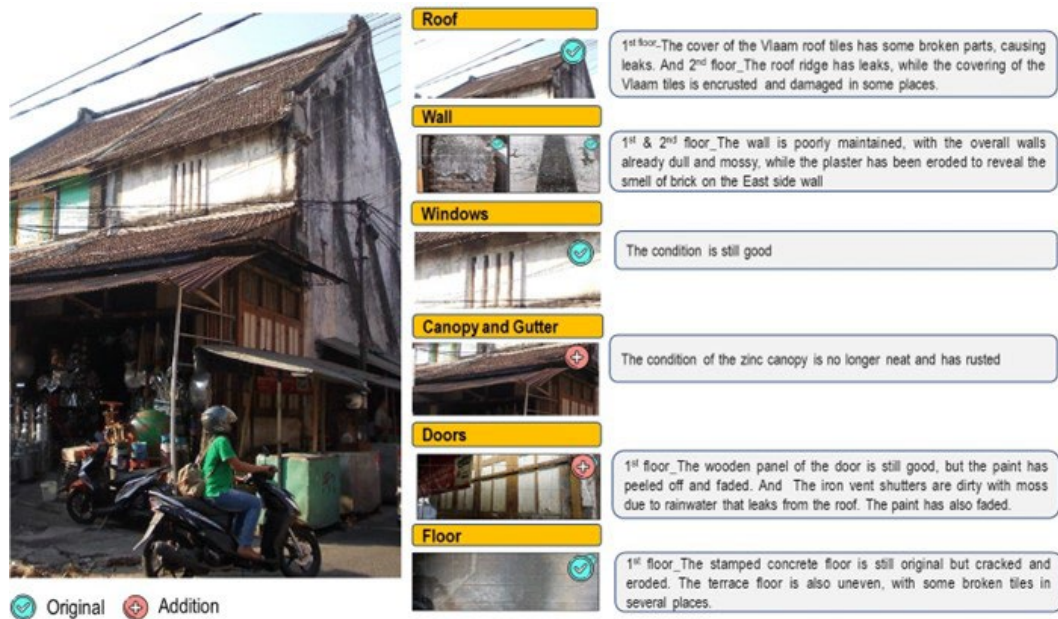 Roof
1st floor_The cover of the Vlaam roof tiles has some broken parts, causing
leaks. And 2nd floor_The roof ridge has leaks, while the covering of the
Vlaam tiles is encrusted and damaged in some places.
Wall
1st & 2nd floor_The wall is poorly maintained, with the overall walls
already dull and mossy, while the plaster has been eroded to reveal the
smell of brick on the East side wall
Windows
The condition is still good
Canopy and Gutter
The condition of the zinc canopy is no longer neat and has rusted
Doors
1st floor_The wooden panel of the door is still good, but the paint has
peeled off and faded. And The iron vent shutters are dirty with moss
due to rainwater that leaks from the roof. The paint has also faded.
Floor
1st floor_The stamped concrete floor is still original but cracked and
eroded. The terrace floor is also uneven, with some broken tiles in
several places.
Original Addition